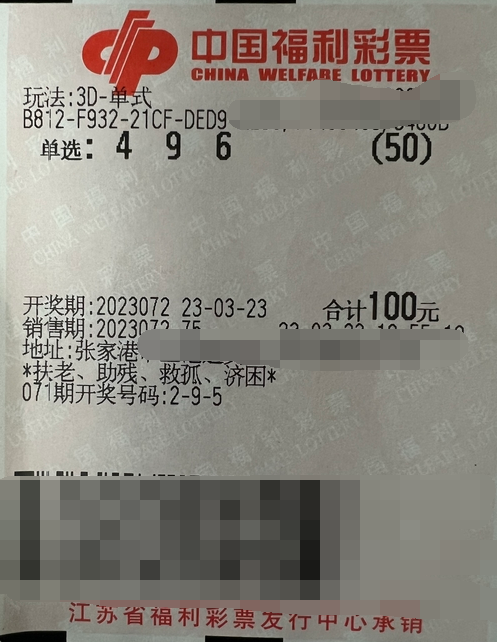 中国福利彩票
CHINA WELFARE LOTTERY
玩法:3D-单式
B812-F932-21CF-DED9
单选: 4 9 6 (50)
开奖期:2023072 23-03-23 合计100元
销售期:2023072-75
地址:张家港
*扶老、助残、救孤、济困*
071期开奖号码:2-9-5
江苏省福利彩票发行中心承销